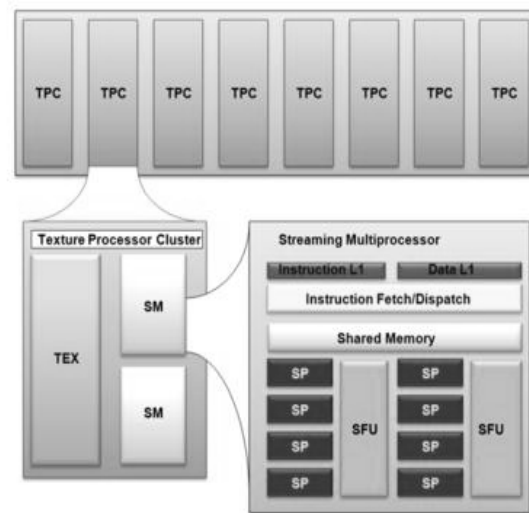 TPC TPC TPC TPC TPC TPC TPC TPC
Texture Processor Cluster
TEX
SM
SM
Streaming Multiprocessor
Instruction L1 Data L1
Instruction Fetch/Dispatch
Shared Memory
SP SP
SP SP
SFU SFU
SP SP
SP SP